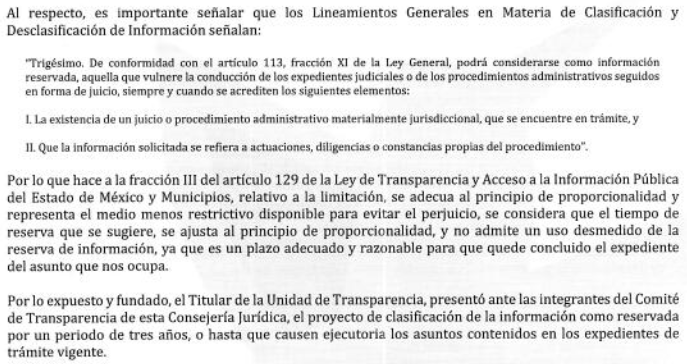 Al respecto, es importante señalar que los Lineamientos Generales en Materia de Clasificación y
Desclasificación de Información señalan:
"Trigésimo. De conformidad con el artículo 113, fracción XI de la Ley General, podrá considerarse como información
reservada, aquella que vulnere la conducción de los expedientes judiciales o de los procedimientos administrativos seguidos
en forma de juicio, siempre y cuando se acrediten los siguientes elementos:
I. La existencia de un juicio o procedimiento administrativo materialmente jurisdiccional, que se encuentre en trámite, y
II. Que la información solicitada se refiera a actuaciones, diligencias o constancias propias del procedimiento".
Por lo que hace a la fracción III del artículo 129 de la Ley de Transparencia y Acceso a la Información Pública
del Estado de México y Municipios, relativo a la limitación, se adecua al principio de proporcionalidad y
representa el medio menos restrictivo disponible para evitar el perjuicio, se considera que el tiempo de
reserva que se sugiere, se ajusta al principio de proporcionalidad, y no admite un uso desmedido de la
reserva de información, ya que es un plazo adecuado y razonable para que quede concluido el expediente
del asunto que nos ocupa.
Por lo expuesto y fundado, el Titular de la Unidad de Transparencia, presentó ante las integrantes del Comité
de Transparencia de esta Consejería Jurídica, el proyecto de clasificación de la información como reservada
por un periodo de tres años, o hasta que causen ejecutoria los asuntos contenidos en los expedientes de
trámite vigente.